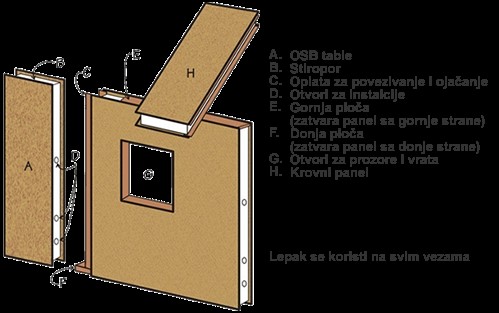 B
C
E
H
A. OSB table
B. Stiropor
C. Oplata za povezivanje i ojačanje
D. Otvori za instalcije
E. Gornja ploča
(zatvara panel sa gornje strane)
F. Donja ploča
(zatvara panel sa donje strane)
G. Otvori za prozore i vrata
H. Krovni panel
A
D
G
F
Lepak se koristi na svim vezama